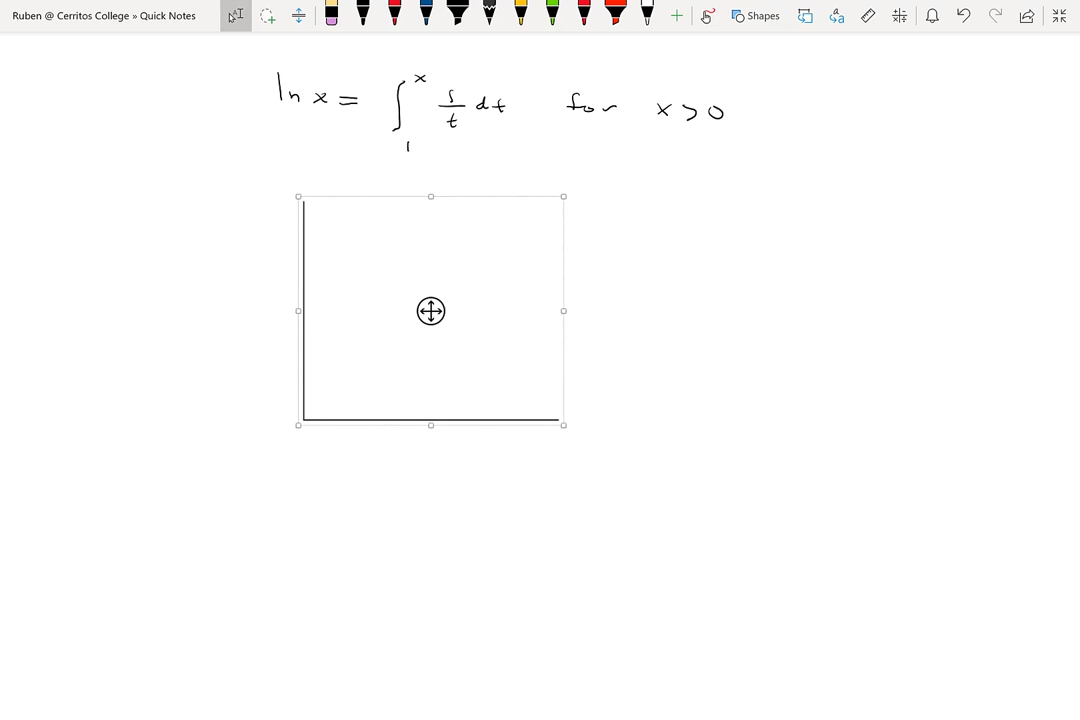 Ruben @ Cerritos College » Quick Notes
Shapes
ln x = ∫₁ˣ 1/t dt for x > 0